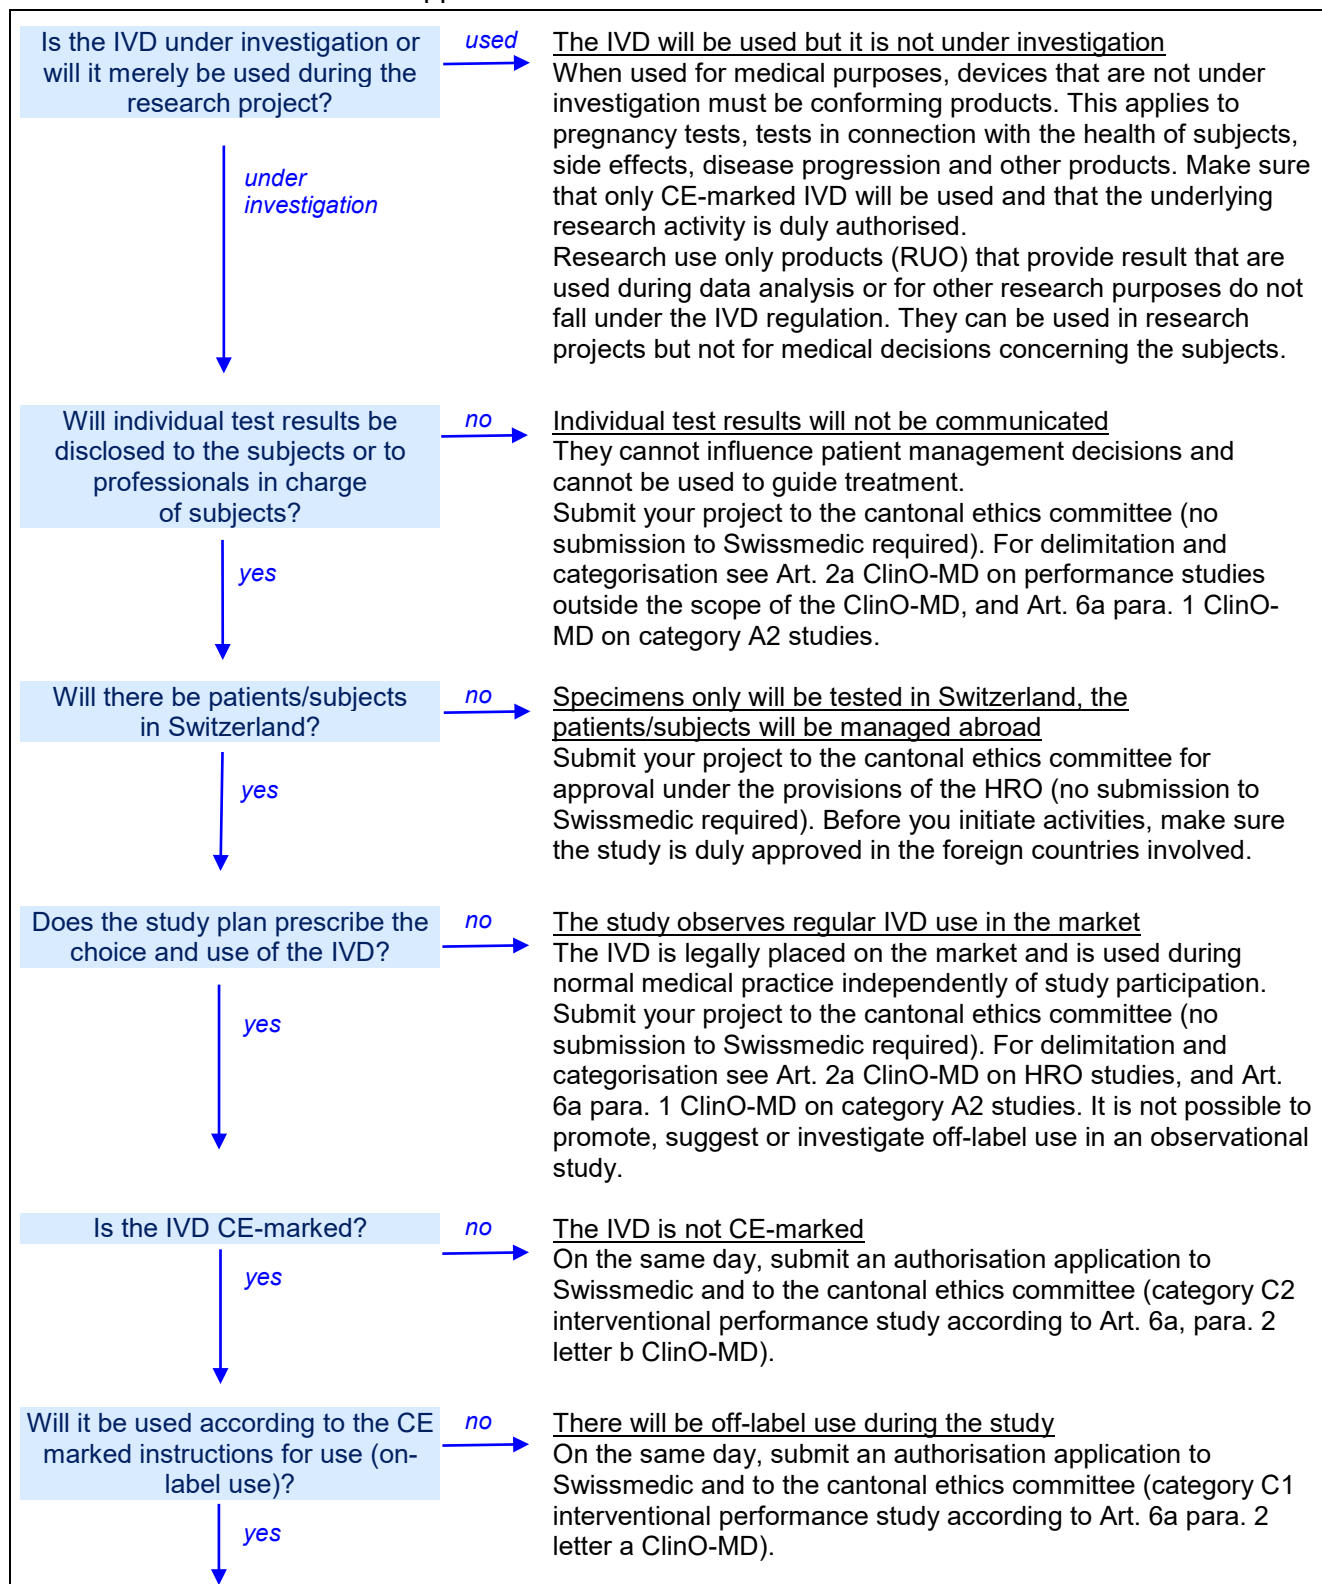 Is the IVD under investigation or
will it merely be used during the
research project?
used
The IVD will be used but it is not under investigation
When used for medical purposes, devices that are not under
investigation must be conforming products. This applies to
pregnancy tests, tests in connection with the health of subjects,
side effects, disease progression and other products. Make sure
that only CE-marked IVD will be used and that the underlying
research activity is duly authorised.
Research use only products (RUO) that provide result that are
used during data analysis or for other research purposes do not
fall under the IVD regulation. They can be used in research
projects but not for medical decisions concerning the subjects.
under
investigation
Will individual test results be
disclosed to the subjects or to
professionals in charge
of subjects?
no
Individual test results will not be communicated
They cannot influence patient management decisions and
cannot be used to guide treatment.
Submit your project to the cantonal ethics committee (no
submission to Swissmedic required). For delimitation and
categorisation see Art. 2a ClinO-MD on performance studies
outside the scope of the ClinO-MD, and Art. 6a para. 1 ClinO-
MD on category A2 studies.
yes
Will there be patients/subjects
in Switzerland?
no
Specimens only will be tested in Switzerland, the
patients/subjects will be managed abroad
Submit your project to the cantonal ethics committee for
approval under the provisions of the HRO (no submission to
Swissmedic required). Before you initiate activities, make sure
the study is duly approved in the foreign countries involved.
yes
Does the study plan prescribe the
choice and use of the IVD?
no
The study observes regular IVD use in the market
The IVD is legally placed on the market and is used during
normal medical practice independently of study participation.
Submit your project to the cantonal ethics committee (no
submission to Swissmedic required). For delimitation and
categorisation see Art. 2a ClinO-MD on HRO studies, and Art.
6a para. 1 ClinO-MD on category A2 studies. It is not possible to
promote, suggest or investigate off-label use in an observational
study.
yes
Is the IVD CE-marked?
no
The IVD is not CE-marked
On the same day, submit an authorisation application to
Swissmedic and to the cantonal ethics committee (category C2
interventional performance study according to Art. 6a, para. 2
letter b ClinO-MD).
yes
Will it be used according to the CE
marked instructions for use (on-
label use)?
no
There will be off-label use during the study
On the same day, submit an authorisation application to
Swissmedic and to the cantonal ethics committee (category C1
interventional performance study according to Art. 6a para. 2
letter a ClinO-MD).
yes